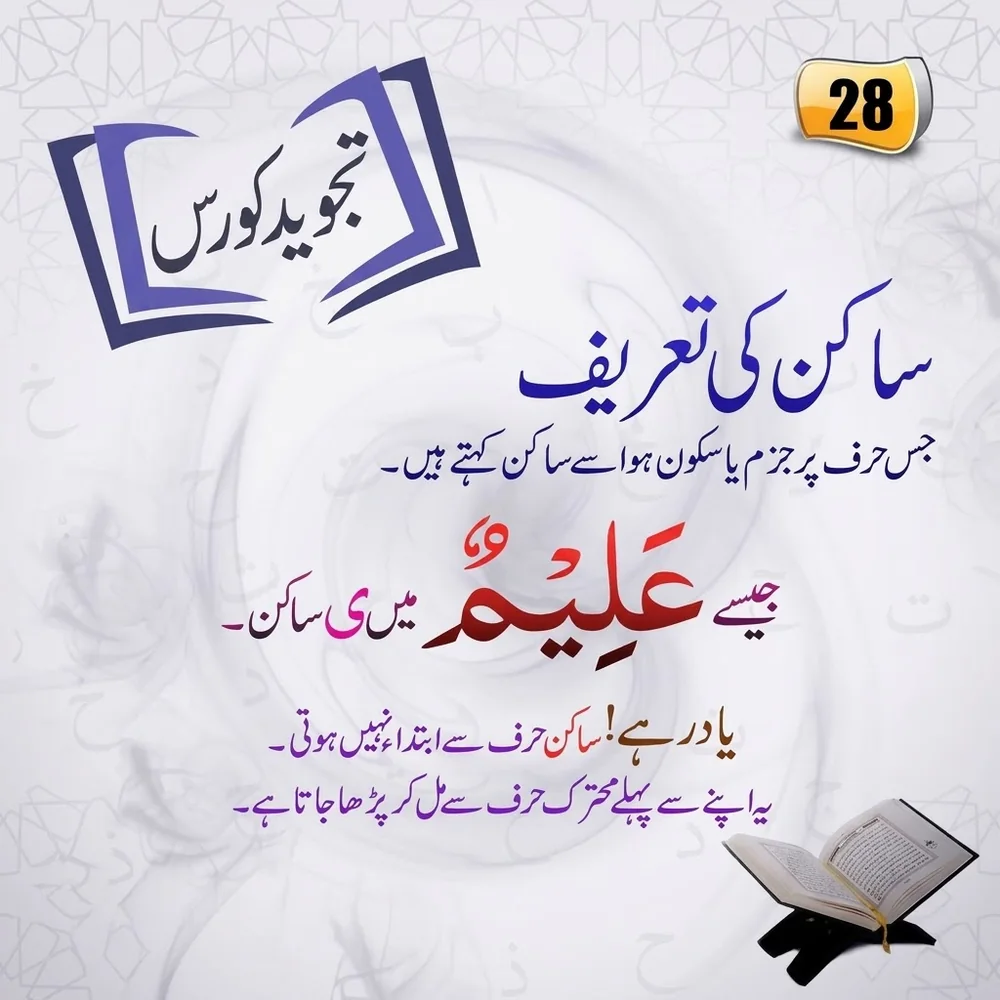 28
تجوید کورس
ساکن کی تعریف
جس حرف پر جزم یا سکون ہو اسے ساکن کہتے ہیں۔
جیسے عَلِیْمٌ میں ی ساکن۔
یاد رہے! ساکن حرف سے ابتداء نہیں ہوتی۔
یہ اپنے سے پہلے محترک حرف سے مل کر پڑھا جاتا ہے۔